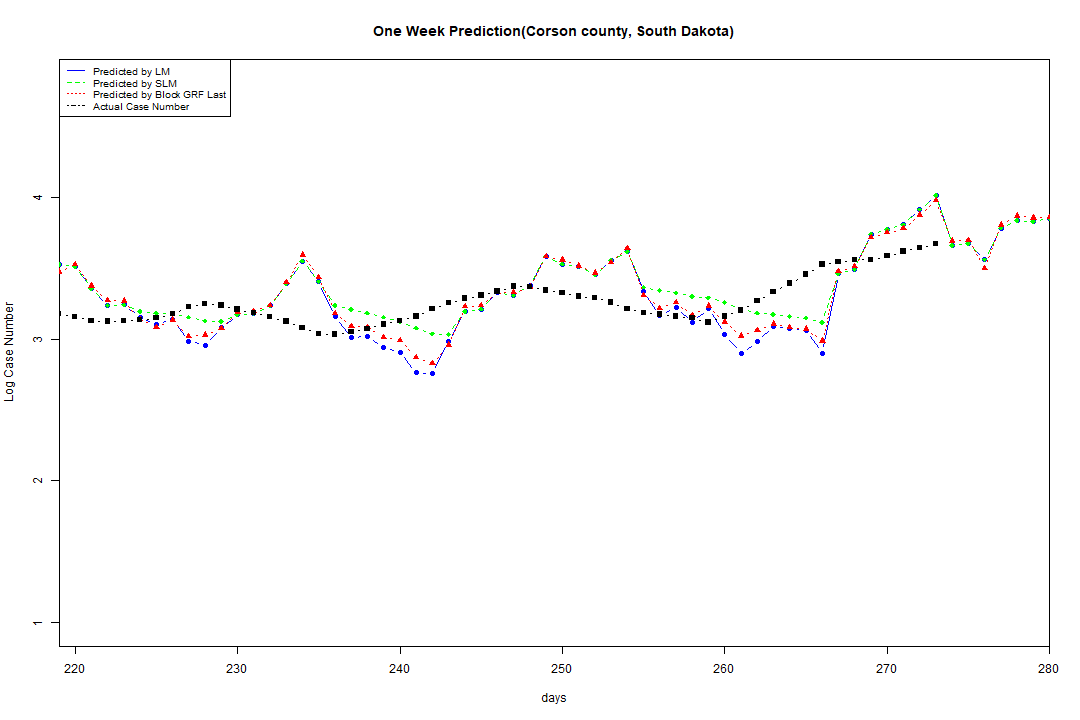 One Week Prediction(Corson county, South Dakota)
Predicted by LM
Predicted by SLM
Predicted by Block GRF Last
Actual Case Number
Log Case Number
4
3
2
1
220 230 240 250 260 270 280
days